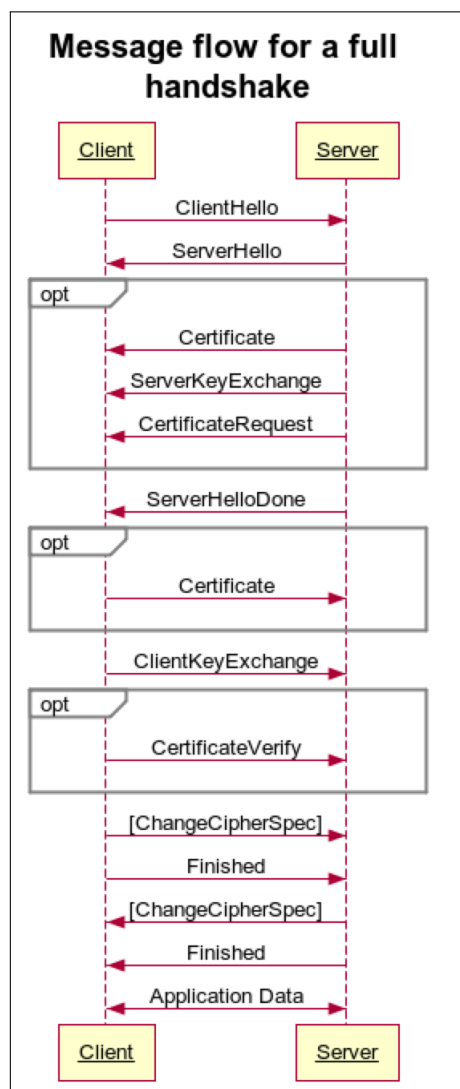 Message flow for a full
handshake
Client
Server
ClientHello
ServerHello
opt
Certificate
ServerKeyExchange
CertificateRequest
ServerHelloDone
opt
Certificate
ClientKeyExchange
opt
CertificateVerify
[ChangeCipherSpec]
Finished
[ChangeCipherSpec]
Finished
Application Data
Client
Server